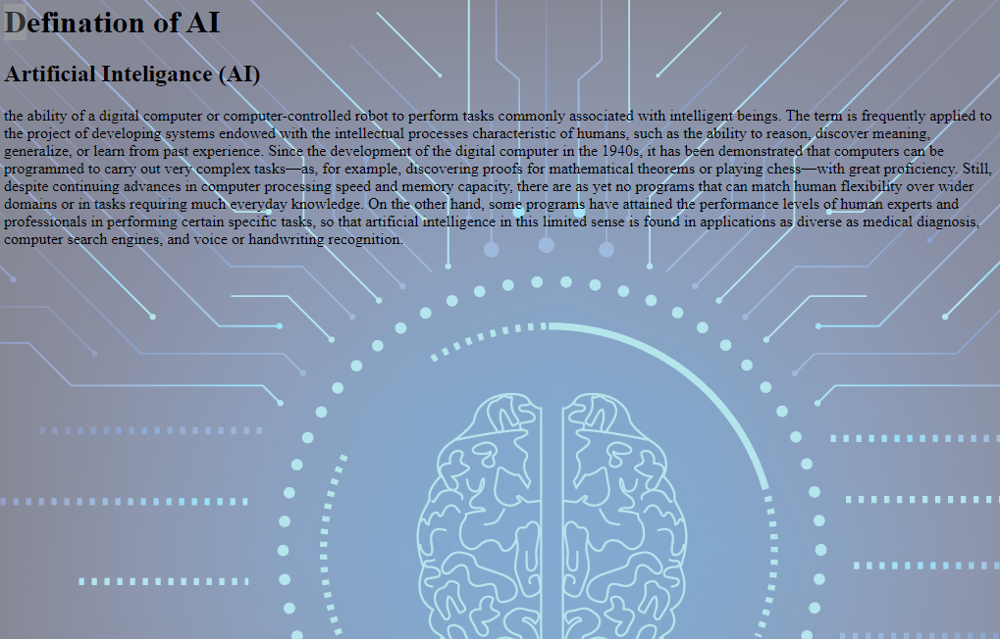 Defination of AI
Artificial Inteligance (AI)
the ability of a digital computer or computer-controlled robot to perform tasks commonly associated with intelligent beings. The term is frequently applied to
the project of developing systems endowed with the intellectual processes characteristic of humans, such as the ability to reason, discover meaning,
generalize, or learn from past experience. Since the development of the digital computer in the 1940s, it has been demonstrated that computers can be
programmed to carry out very complex tasks—as, for example, discovering proofs for mathematical theorems or playing chess—with great proficiency. Still,
despite continuing advances in computer processing speed and memory capacity, there are as yet no programs that can match human flexibility over wider
domains or in tasks requiring much everyday knowledge. On the other hand, some programs have attained the performance levels of human experts and
professionals in performing certain specific tasks, so that artificial intelligence in this limited sense is found in applications as diverse as medical diagnosis,
computer search engines, and voice or handwriting recognition.